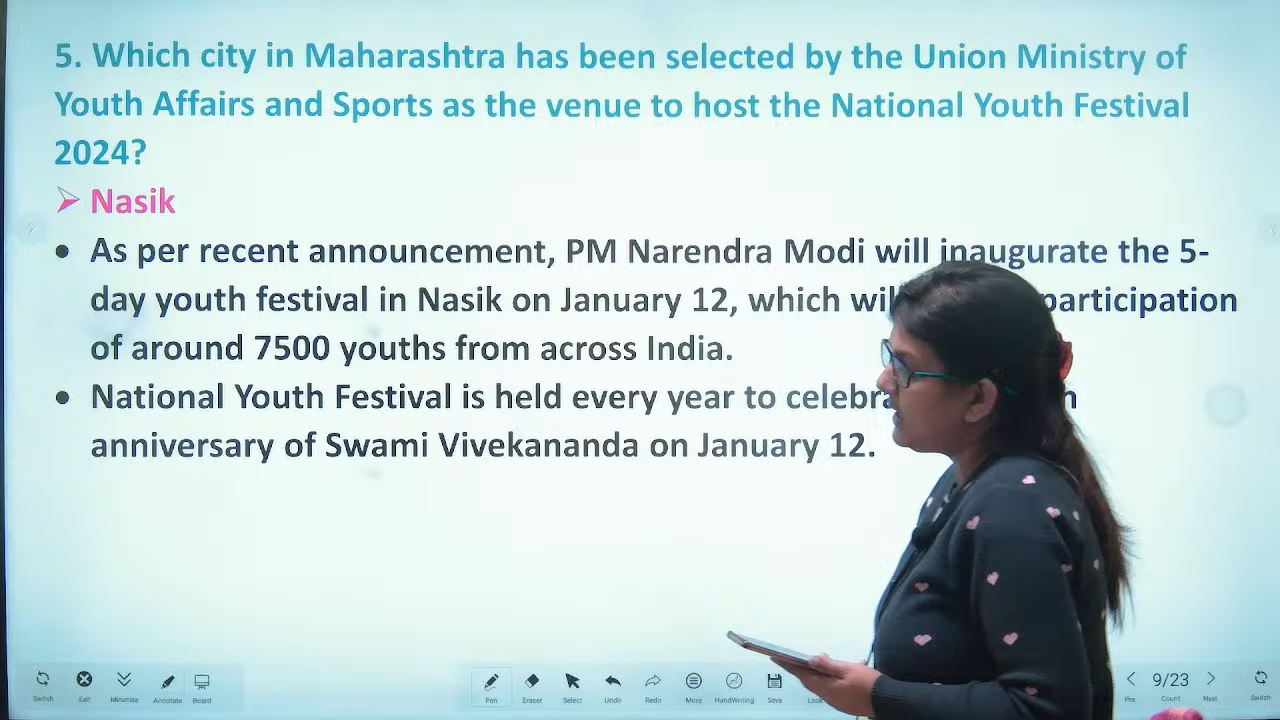 5. Which city in Maharashtra has been selected by the Union Ministry of
Youth Affairs and Sports as the venue to host the National Youth Festival
2024?
Nasik
As per recent announcement, PM Narendra Modi will inaugurate the 5-
day youth festival in Nasik on January 12, which participation
of around 7500 youths from across India.
National Youth Festival is held every year to
anniversary of Swami Vivekananda on January 12.
Switch Exit Minimize Annotate Board Pen Eraser Select Undo Redo More HandWriting Save Pre 9/23 Count Next Switch